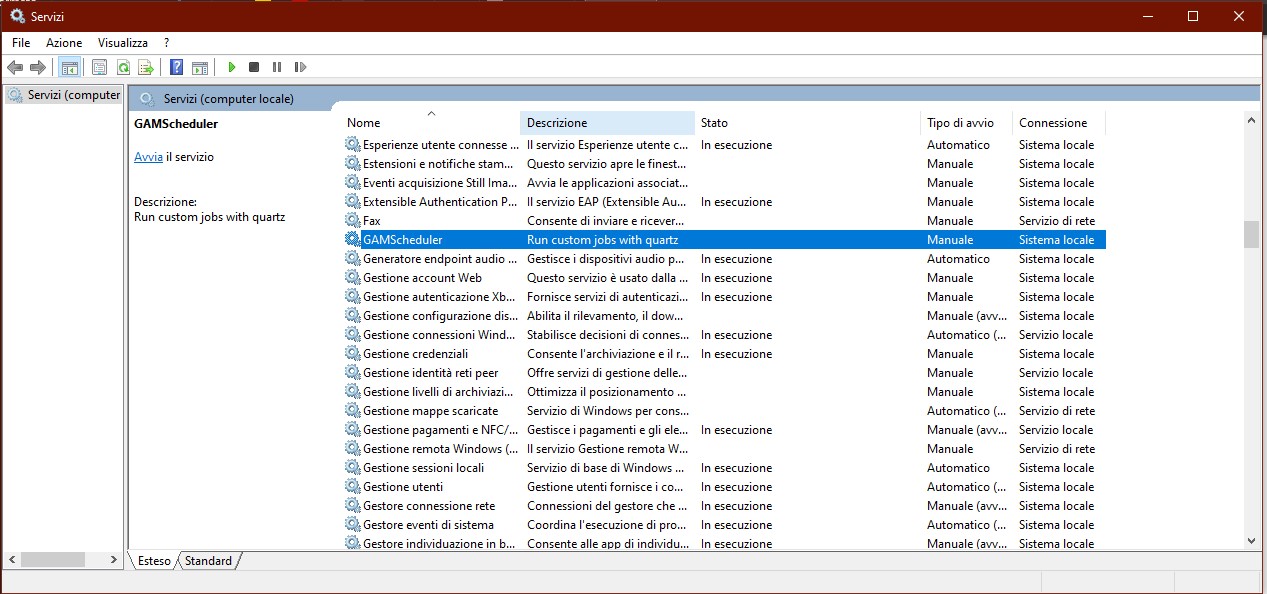 Servizi
File Azione Visualizza ?
Servizi (computer
Servizi (computer locale)
GAMScheduler
Avvia il servizio
Descrizione:
Run custom jobs with quartz
Nome Descrizione Stato Tipo di avvio Connessione
Esperienze utente connesse ... Il servizio Esperienze utente c... In esecuzione Automatico Sistema locale
Estensioni e notifiche stam... Questo servizio apre le finest... Manuale Sistema locale
Eventi acquisizione Still Ima... Avvia le applicazioni associat... Manuale Sistema locale
Extensible Authentication P... Il servizio EAP (Extensible Au... In esecuzione Manuale Sistema locale
Fax Consente di inviare e ricever... Manuale Servizio di rete
GAMScheduler Run custom jobs with quartz Manuale Sistema locale
Generatore endpoint audio ... Gestisce i dispositivi audio p... In esecuzione Automatico Sistema locale
Gestione account Web Questo servizio è usato dalla ... In esecuzione Manuale Sistema locale
Gestione autenticazione Xb... Fornisce servizi di autenticazi... In esecuzione Manuale Sistema locale
Gestione configurazione dis... Abilita il rilevamento, il dow... Manuale (avv... Sistema locale
Gestione connessioni Wind... Stabilisce decisioni di connes... In esecuzione Automatico (... Servizio locale
Gestione credenziali Consente l'archiviazione e il r... In esecuzione Manuale Sistema locale
Gestione identità reti peer Offre servizi di gestione delle... Manuale Servizio locale
Gestione livelli di archiviazi... Ottimizza il posizionamento ... Manuale Sistema locale
Gestione mappe scaricate Servizio di Windows per cons... Automatico (... Servizio di rete
Gestione pagamenti e NFC/... Gestisce i pagamenti e gli ele... In esecuzione Manuale (avv... Servizio locale
Gestione remota Windows (... Il servizio Gestione remota W... Manuale Servizio di rete
Gestione sessioni locali Servizio di base di Windows ... In esecuzione Automatico Sistema locale
Gestione utenti Gestione utenti fornisce i co... In esecuzione Automatico (... Sistema locale
Gestore connessione rete Connessioni del gestore che ... In esecuzione Manuale (avv... Sistema locale
Gestore eventi di sistema Coordina l'esecuzione di pro... In esecuzione Automatico (... Sistema locale
Gestore individuazione in b... Consente alle app di individu... In esecuzione Manuale (avv... Sistema locale
Esteso Standard